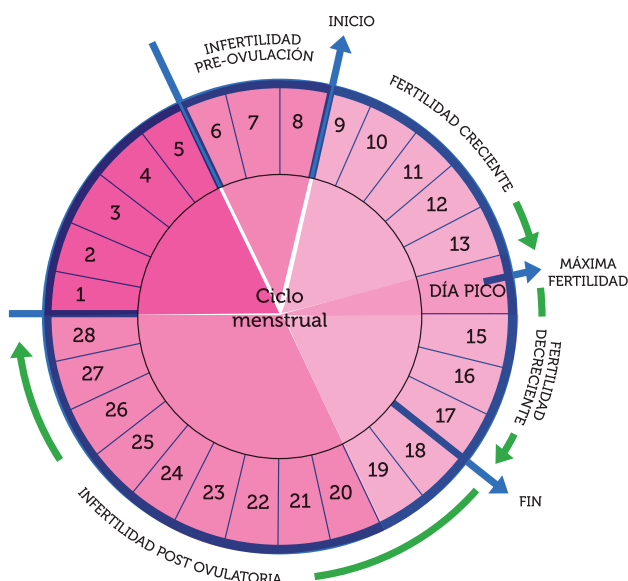 INICIO
INFERTILIDAD
PRE-OVULACIÓN
FERTILIDAD CRECIENTE
1
2
3
4
5
6
7
8
9
10
11
12
13
DÍA PICO
MÁXIMA
FERTILIDAD
Ciclo
menstrual
15
16
17
18
19
20
21
22
23
24
25
26
27
28
FERTILIDAD
DECRECIENTE
FIN
INFERTILIDAD POST OVULATORIA